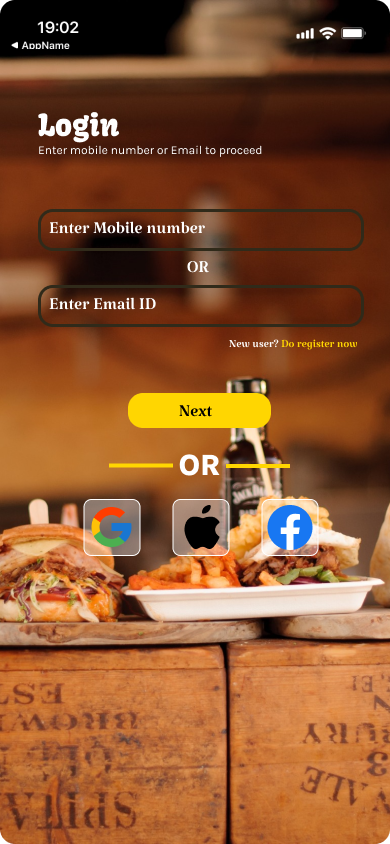 19:02
◀ AppName
Login
Enter mobile number or Email to proceed
Enter Mobile number
OR
Enter Email ID
New user? Do register now
Next
OR